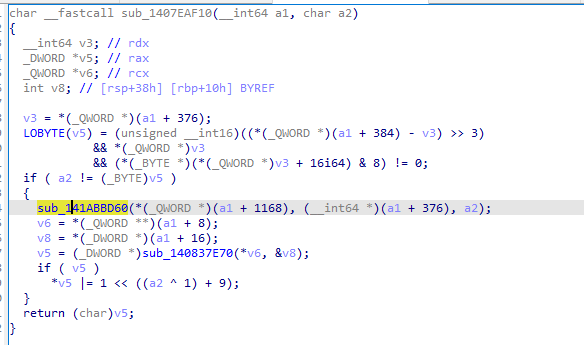 char __fastcall sub_1407EAF10(__int64 a1, char a2)
{
__int64 v3; // rdx
_DWORD *v5; // rax
_QWORD *v6; // rcx
int v8; // [rsp+38h] [rbp+10h] BYREF
v3 = *(_QWORD *)(a1 + 376);
LOBYTE(v5) = (unsigned __int16)((*(_QWORD *)(a1 + 384) - v3) >> 3)
&& *(_QWORD *)v3
&& (*(_BYTE *)(*(_QWORD *)v3 + 16i64) & 8) != 0;
if ( a2 != (_BYTE)v5 )
{
sub_141ABBD60(*(_QWORD *)(a1 + 1168), (__int64 *)(a1 + 376), a2);
v6 = *(_QWORD **)(a1 + 8);
v8 = *(_DWORD *)(a1 + 16);
v5 = (_DWORD *)sub_140837E70(*v6, &v8);
if ( v5 )
*v5 |= 1 << ((a2 ^ 1) + 9);
}
return (char)v5;
}